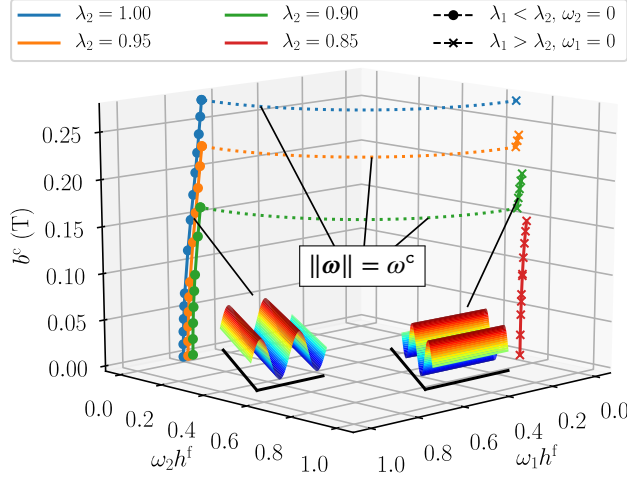 λ₂ = 1.00 λ₂ = 0.90 λ₁ < λ₂, ω₂ = 0
λ₂ = 0.95 λ₂ = 0.85 λ₁ > λ₂, ω₁ = 0
0.25
0.20
0.15
0.10
0.05
0.00
bᶜ (T)
‖ω‖ = ωᶜ
0.0 0.2 0.4 0.6 0.8 1.0
ω₂hᶠ
1.0 0.8 0.6 0.4 0.2 0.0
ω₁hᶠ